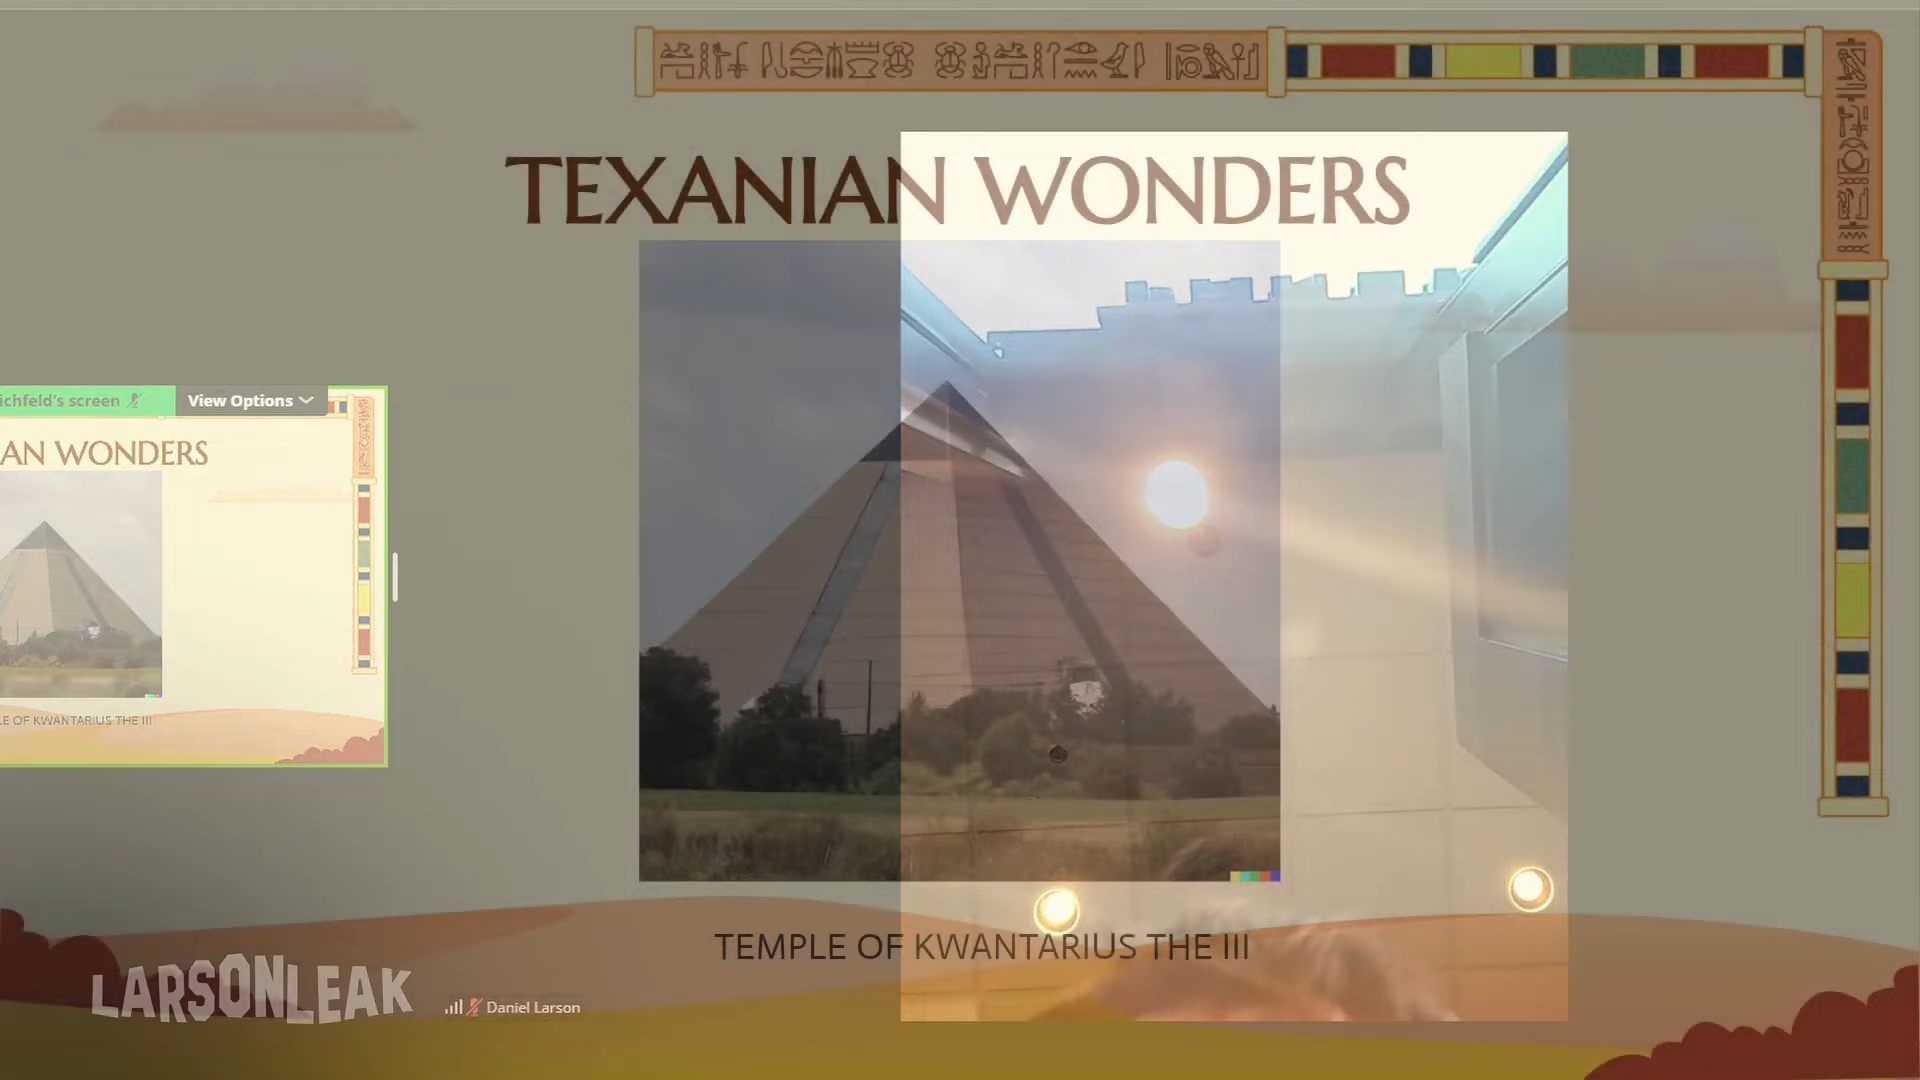 TEXANIAN WONDERS
ichfeld's screen
View Options
AN WONDERS
LE OF KWANTARIUS THE III
TEMPLE OF KWANTARIUS THE III
LARSONLEAK
Daniel Larson